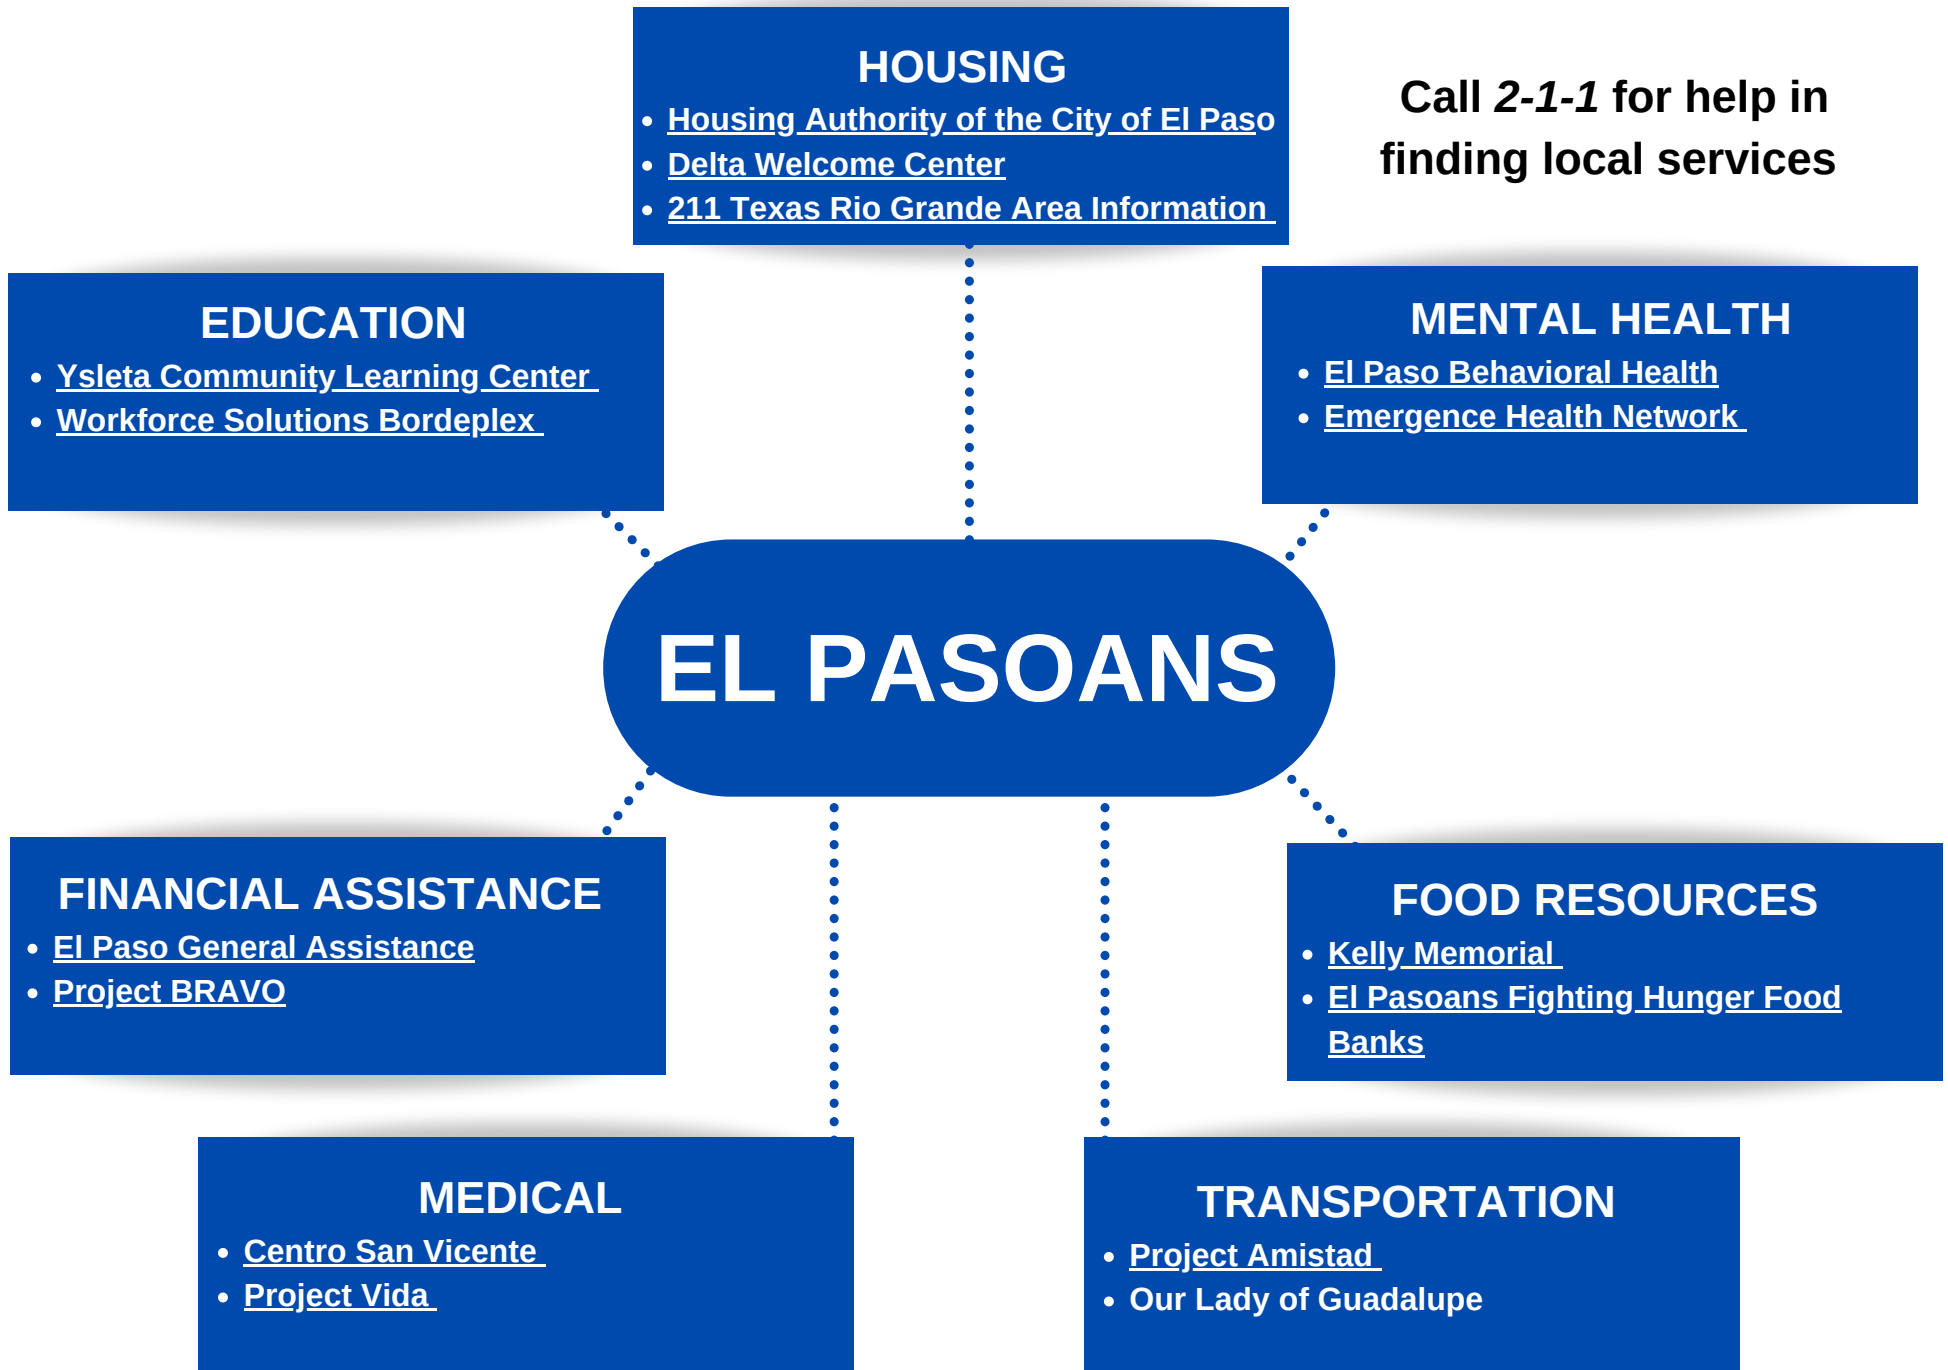 HOUSING
• Housing Authority of the City of El Paso
• Delta Welcome Center
• 211 Texas Rio Grande Area Information
Call 2-1-1 for help in
finding local services
EDUCATION
• Ysleta Community Learning Center
• Workforce Solutions Bordeplex
MENTAL HEALTH
• El Paso Behavioral Health
• Emergence Health Network
EL PASOANS
FINANCIAL ASSISTANCE
• El Paso General Assistance
• Project BRAVO
FOOD RESOURCES
• Kelly Memorial
• El Pasoans Fighting Hunger Food
Banks
MEDICAL
• Centro San Vicente
• Project Vida
TRANSPORTATION
• Project Amistad
• Our Lady of Guadalupe